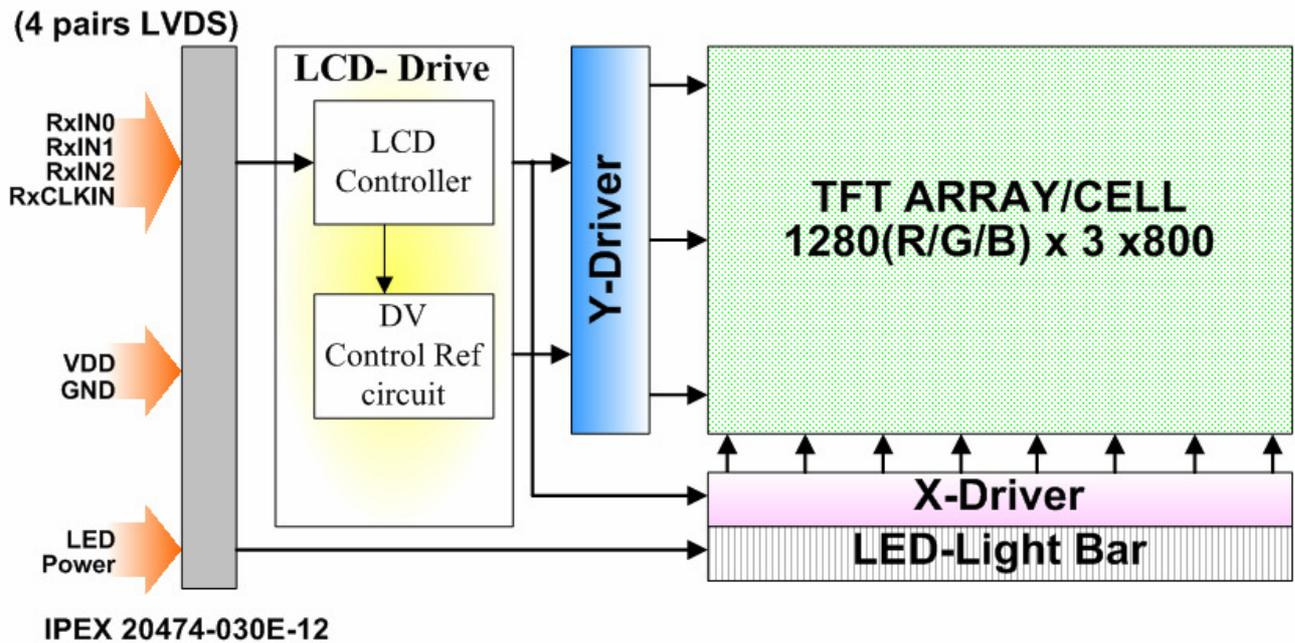 (4 pairs LVDS)
LCD- Drive
RxIN0
RxIN1
RxIN2
RxCLKIN
LCD
Controller
Y-Driver
TFT ARRAY/CELL
1280(R/G/B) x 3 x800
DV
Control Ref
circuit
VDD
GND
X-Driver
LED
Power
LED-Light Bar
IPEX 20474-030E-12